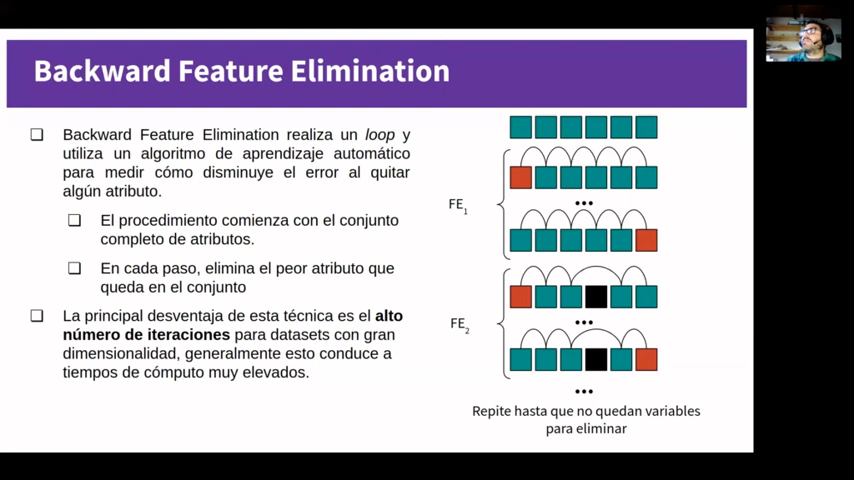 Backward Feature Elimination
❏ Backward Feature Elimination realiza un loop y
utiliza un algoritmo de aprendizaje automático
para medir cómo disminuye el error al quitar
algún atributo.
❏ El procedimiento comienza con el conjunto
completo de atributos.
❏ En cada paso, elimina el peor atributo que
queda en el conjunto
❏ La principal desventaja de esta técnica es el alto
número de iteraciones para datasets con gran
dimensionalidad, generalmente esto conduce a
tiempos de cómputo muy elevados.
FE1
•••
FE2
•••
•••
Repite hasta que no quedan variables
para eliminar